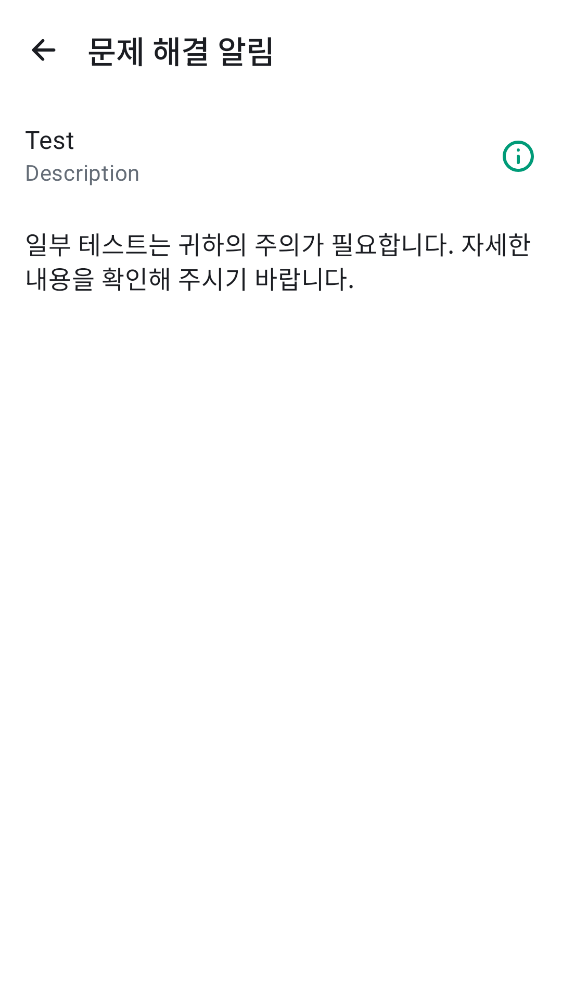 문제 해결 알림
Test
Description
일부 테스트는 귀하의 주의가 필요합니다. 자세한
내용을 확인해 주시기 바랍니다.